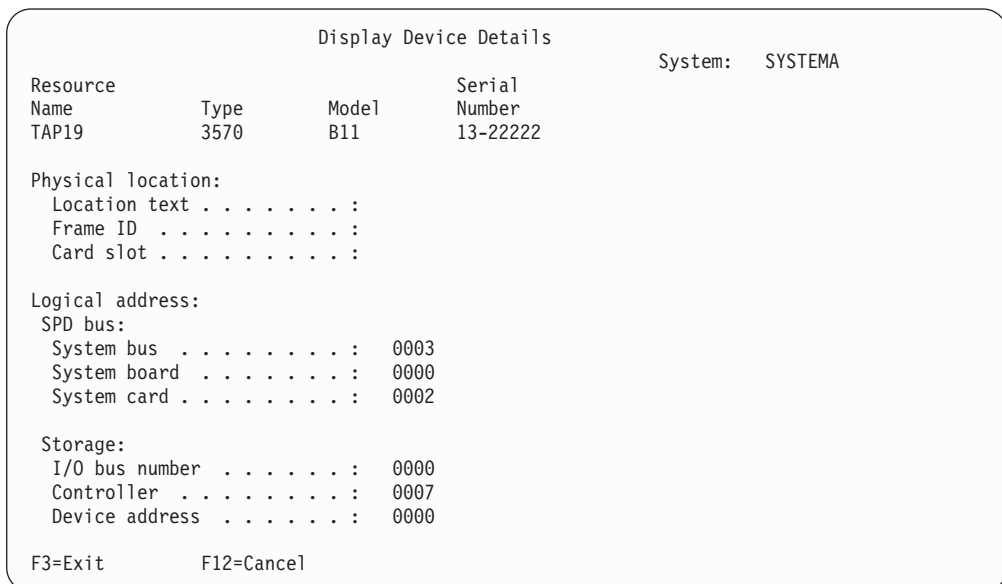 Display Device Details
System: SYSTEMA
Resource Serial
Name Type Model Number
TAP19 3570 B11 13-22222
Physical location:
Location text . . . . . . . :
Frame ID . . . . . . . . . :
Card slot . . . . . . . . . :
Logical address:
SPD bus:
System bus . . . . . . . . : 0003
System board . . . . . . . : 0000
System card . . . . . . . . : 0002
Storage:
I/O bus number . . . . . . : 0000
Controller . . . . . . . . : 0007
Device address . . . . . . : 0000
F3=Exit F12=Cancel